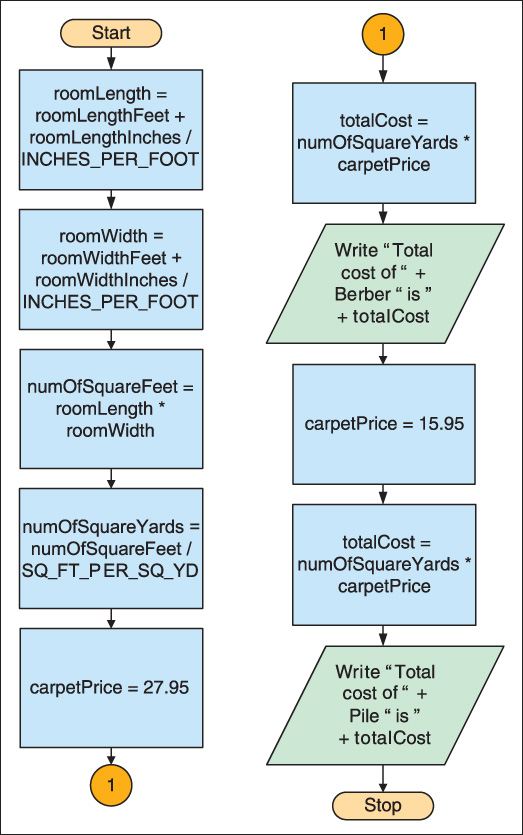 Start
roomLength =
roomLengthFeet +
roomLengthInches /
INCHES_PER_FOOT
roomWidth =
roomWidthFeet +
roomWidthInches /
INCHES_PER_FOOT
numOfSquareFeet =
roomLength *
roomWidth
numOfSquareYards =
numOfSquareFeet /
SQ_FT_PER_SQ_YD
carpetPrice = 27.95
1
1
totalCost =
numOfSquareYards *
carpetPrice
Write “ Total
cost of “ +
Berber “ is ”
+ totalCost
carpetPrice = 15.95
totalCost =
numOfSquareYards *
carpetPrice
Write “ Total
cost of “ +
Pile “ is ”
+ totalCost
Stop